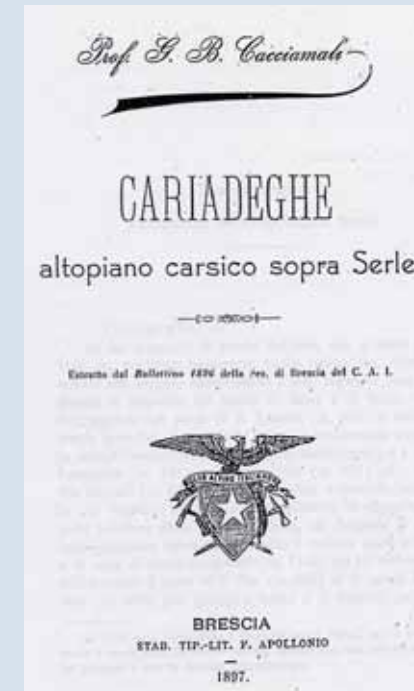 Prof. G. B. Cacciamali
CARIADEGHE
altopiano carsico sopra Serle
Estratto dal Bullettino 1896 della sez. di Brescia del C. A. I.
CLUB ALPINO ITALIANO
BRESCIA
STAB. TIP.-LIT. F. APOLLONIO
1897.